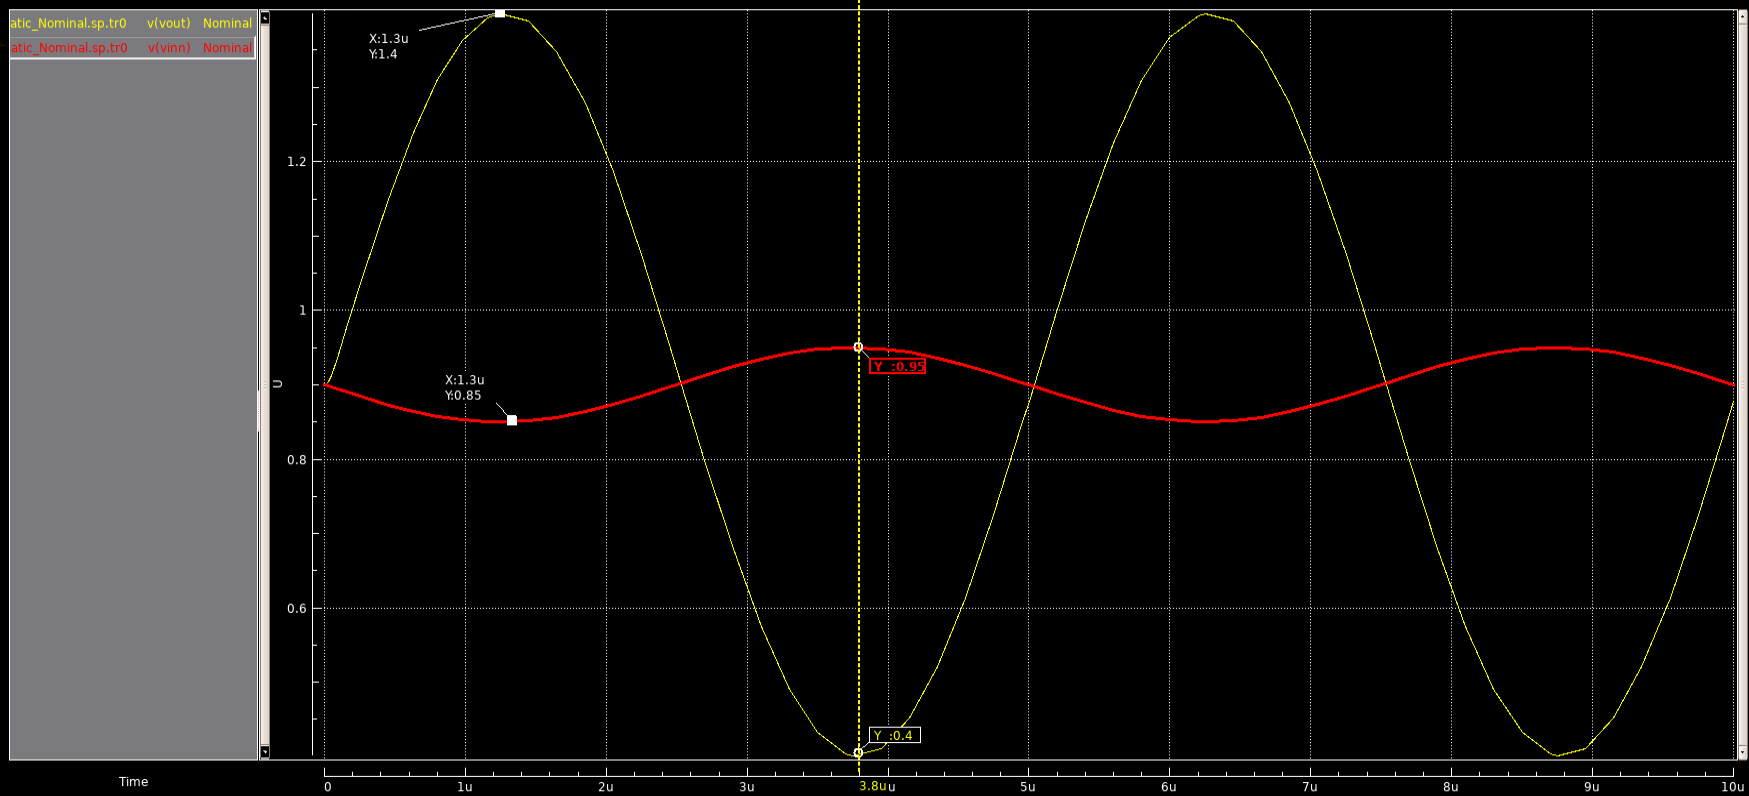 atic_Nominal.sp.tr0 v(vout) Nominal
atic_Nominal.sp.tr0 v(vinn) Nominal
X:1.3u
Y:1.4
1.2
1
X:1.3u
Y:0.85
Y :0.95
U
0.8
0.6
Y :0.4
Time
0 1u 2u 3u 3.8u u 5u 6u 7u 8u 9u 10u